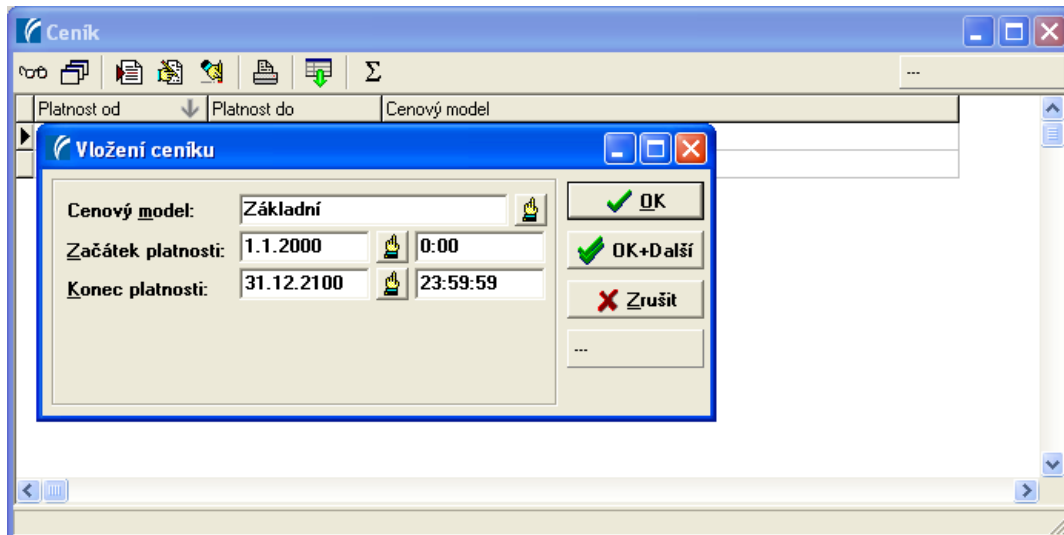 Ceník
Σ
---
Platnost od Platnost do Cenový model
Vložení ceníku
Cenový model: Základní
Začátek platnosti: 1.1.2000 0:00
Konec platnosti: 31.12.2100 23:59:59
OK
OK+Další
Zrušit
---